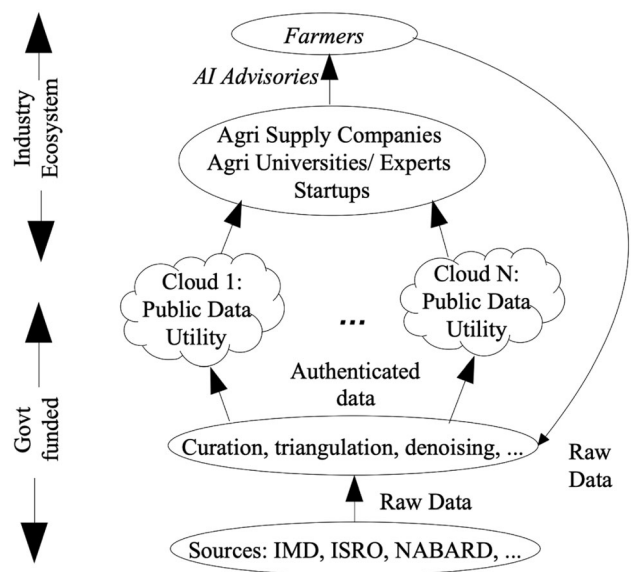 Farmers
AI Advisories
Industry
Ecosystem
Agri Supply Companies
Agri Universities/ Experts
Startups
Cloud 1:
Public Data
Utility
...
Cloud N:
Public Data
Utility
Authenticated
data
Govt
funded
Curation, triangulation, denoising, ...
Raw
Data
Raw Data
Sources: IMD, ISRO, NABARD, ...